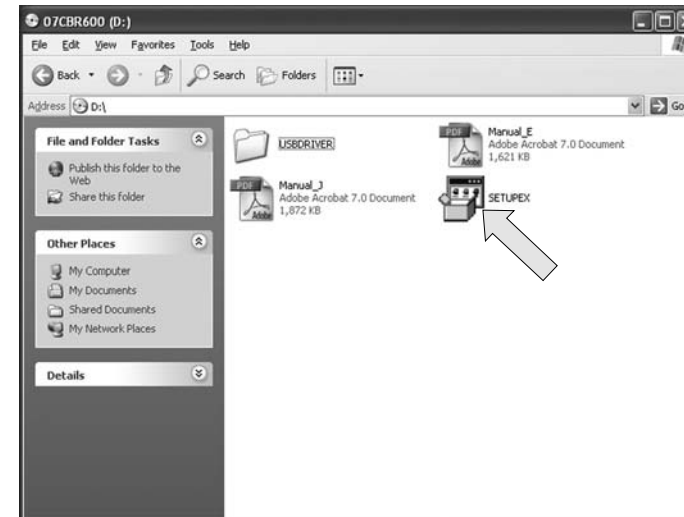 07CBR600 (D:)
File Edit View Favorites Tools Help
Back Search Folders
Address D:\ Go
File and Folder Tasks
Publish this folder to the
Web
Share this folder
Other Places
My Computer
My Documents
Shared Documents
My Network Places
Details
USBDRIVER
PDF Adobe
Manual_E
Adobe Acrobat 7.0 Document
1,621 KB
PDF Adobe
Manual_J
Adobe Acrobat 7.0 Document
1,872 KB
SETUPEX